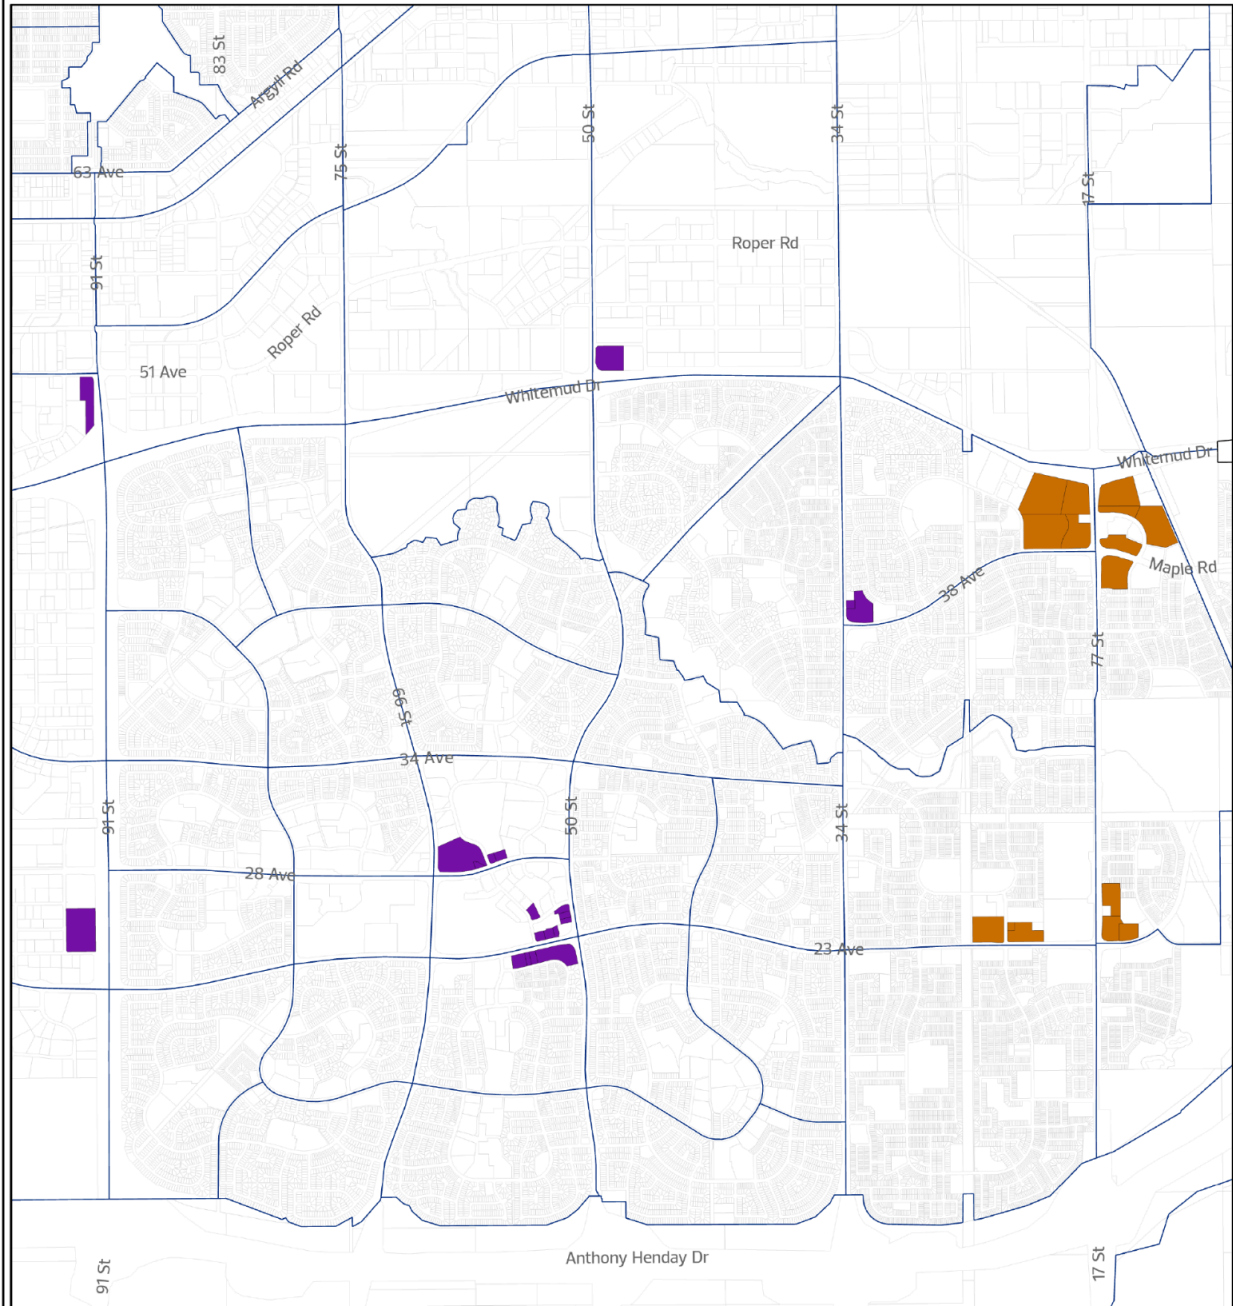 83 St
Argyll Rd
50 St
34 St
75 St
63 Ave
17 St
Roper Rd
91 St
Roper Rd
51 Ave
Whitemud Dr
Whitemud Dr
Maple Rd
38 Ave
77 St
66 St
34 Ave
50 St
91 St
34 St
28 Ave
23 Ave
Anthony Henday Dr
91 St
17 St